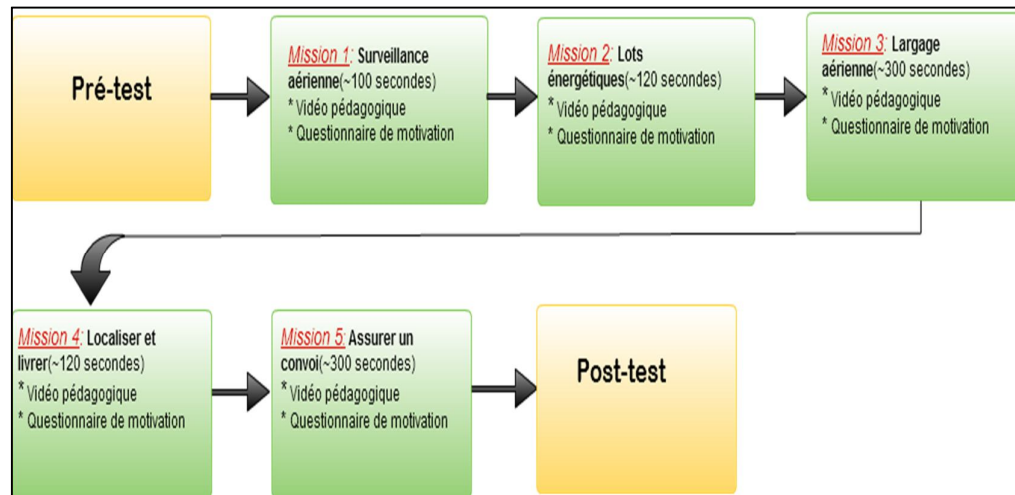 Pré-test
Mission 1: Surveillance
aérienne(~100 secondes)
* Vidéo pédagogique
* Questionnaire de motivation
Mission 2: Lots
énergétiques(~120 secondes)
* Vidéo pédagogique
* Questionnaire de motivation
Mission 3: Largage
aérienne(~300 secondes)
* Vidéo pédagogique
* Questionnaire de motivation
Mission 4: Localiser et
livrer(~120 secondes)
* Vidéo pédagogique
* Questionnaire de motivation
Mission 5: Assurer un
convoi(~300 secondes)
* Vidéo pédagogique
* Questionnaire de motivation
Post-test